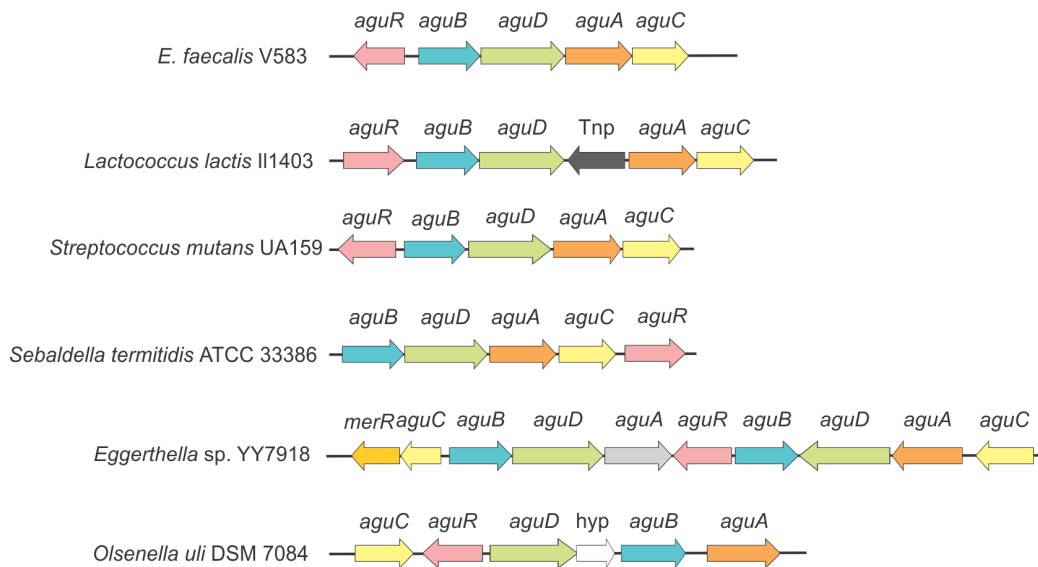 aguR aguB aguD aguA aguC
E. faecalis V583
aguR aguB aguD Tnp aguA aguC
Lactococcus lactis Il1403
aguR aguB aguD aguA aguC
Streptococcus mutans UA159
aguB aguD aguA aguC aguR
Sebaldella termitidis ATCC 33386
merR aguC aguB aguD aguA aguR aguB aguD aguA aguC
Eggerthella sp. YY7918
aguC aguR aguD hyp aguB aguA
Olsenella uli DSM 7084